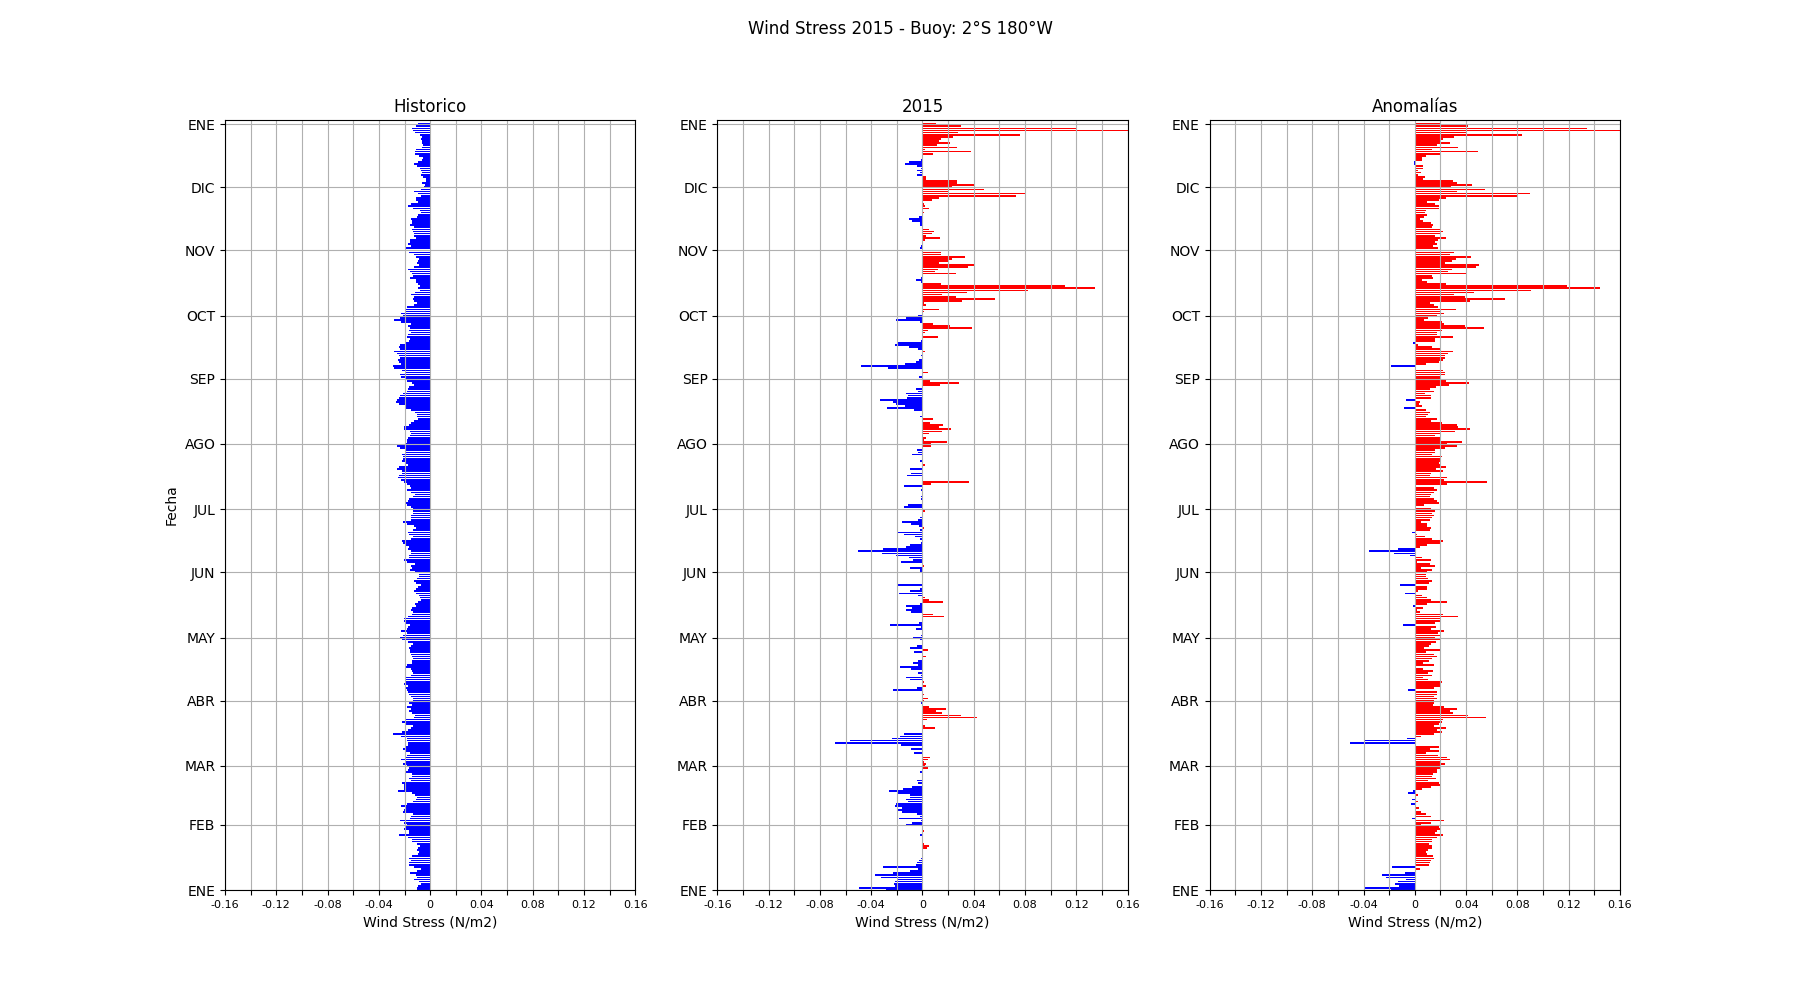 Wind Stress 2015 - Buoy: 2°S 180°W
Historico
2015
Anomalías
ENE
DIC
NOV
OCT
SEP
AGO
JUL
JUN
MAY
ABR
MAR
FEB
ENE
Fecha
-0.16 -0.12 -0.08 -0.04 0 0.04 0.08 0.12 0.16
Wind Stress (N/m2)
ENE
DIC
NOV
OCT
SEP
AGO
JUL
JUN
MAY
ABR
MAR
FEB
ENE
-0.16 -0.12 -0.08 -0.04 0 0.04 0.08 0.12 0.16
Wind Stress (N/m2)
ENE
DIC
NOV
OCT
SEP
AGO
JUL
JUN
MAY
ABR
MAR
FEB
ENE
-0.16 -0.12 -0.08 -0.04 0 0.04 0.08 0.12 0.16
Wind Stress (N/m2)